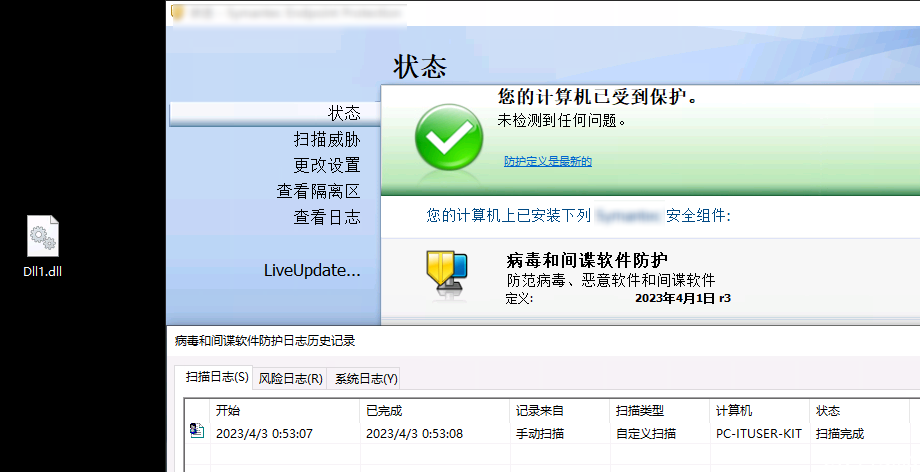 状态
您的计算机已受到保护。
未检测到任何问题。
防护定义是最新的
状态
扫描威胁
更改设置
查看隔离区
查看日志
LiveUpdate...
您的计算机上已安装下列 Symantec 安全组件:
病毒和间谍软件防护
防范病毒、恶意软件和间谍软件
定义: 2023年4月1日 r3
Dll1.dll
病毒和间谍软件防护日志历史记录
扫描日志(S) 风险日志(R) 系统日志(Y)
开始 已完成 记录来自 扫描类型 计算机 状态
2023/4/3 0:53:07 2023/4/3 0:53:08 手动扫描 自定义扫描 PC-ITUSER-KIT 扫描完成